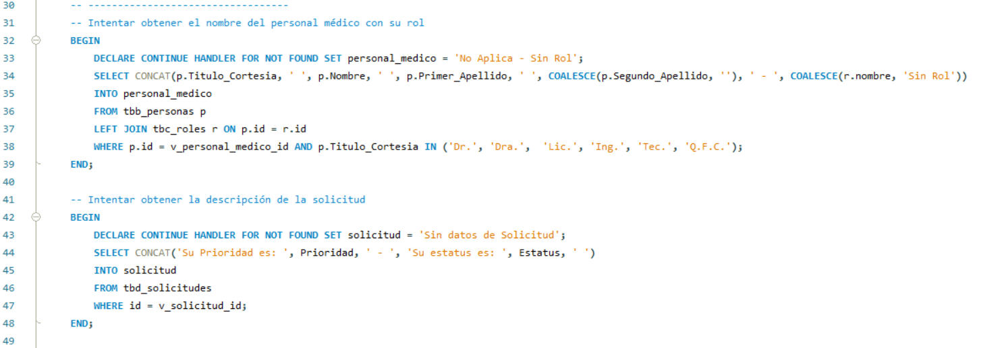 30 -- ----------------------------------
31 -- Intentar obtener el nombre del personal médico con su rol
32 BEGIN
33 DECLARE CONTINUE HANDLER FOR NOT FOUND SET personal_medico = 'No Aplica - Sin Rol';
34 SELECT CONCAT(p.Titulo_Cortesia, ' ', p.Nombre, ' ', p.Primer_Apellido, ' ', COALESCE(p.Segundo_Apellido, ''), ' - ', COALESCE(r.nombre, 'Sin Rol'))
35 INTO personal_medico
36 FROM tbb_personas p
37 LEFT JOIN tbc_roles r ON p.id = r.id
38 WHERE p.id = v_personal_medico_id AND p.Titulo_Cortesia IN ('Dr.', 'Dra.',  'Lic.', 'Ing.', 'Tec.', 'Q.F.C.');
39 END;
40
41 -- Intentar obtener la descripción de la solicitud
42 BEGIN
43 DECLARE CONTINUE HANDLER FOR NOT FOUND SET solicitud = 'Sin datos de Solicitud';
44 SELECT CONCAT('Su Prioridad es: ', Prioridad, ' - ', 'Su estatus es: ', Estatus, ' ')
45 INTO solicitud
46 FROM tbd_solicitudes
47 WHERE id = v_solicitud_id;
48 END;
49